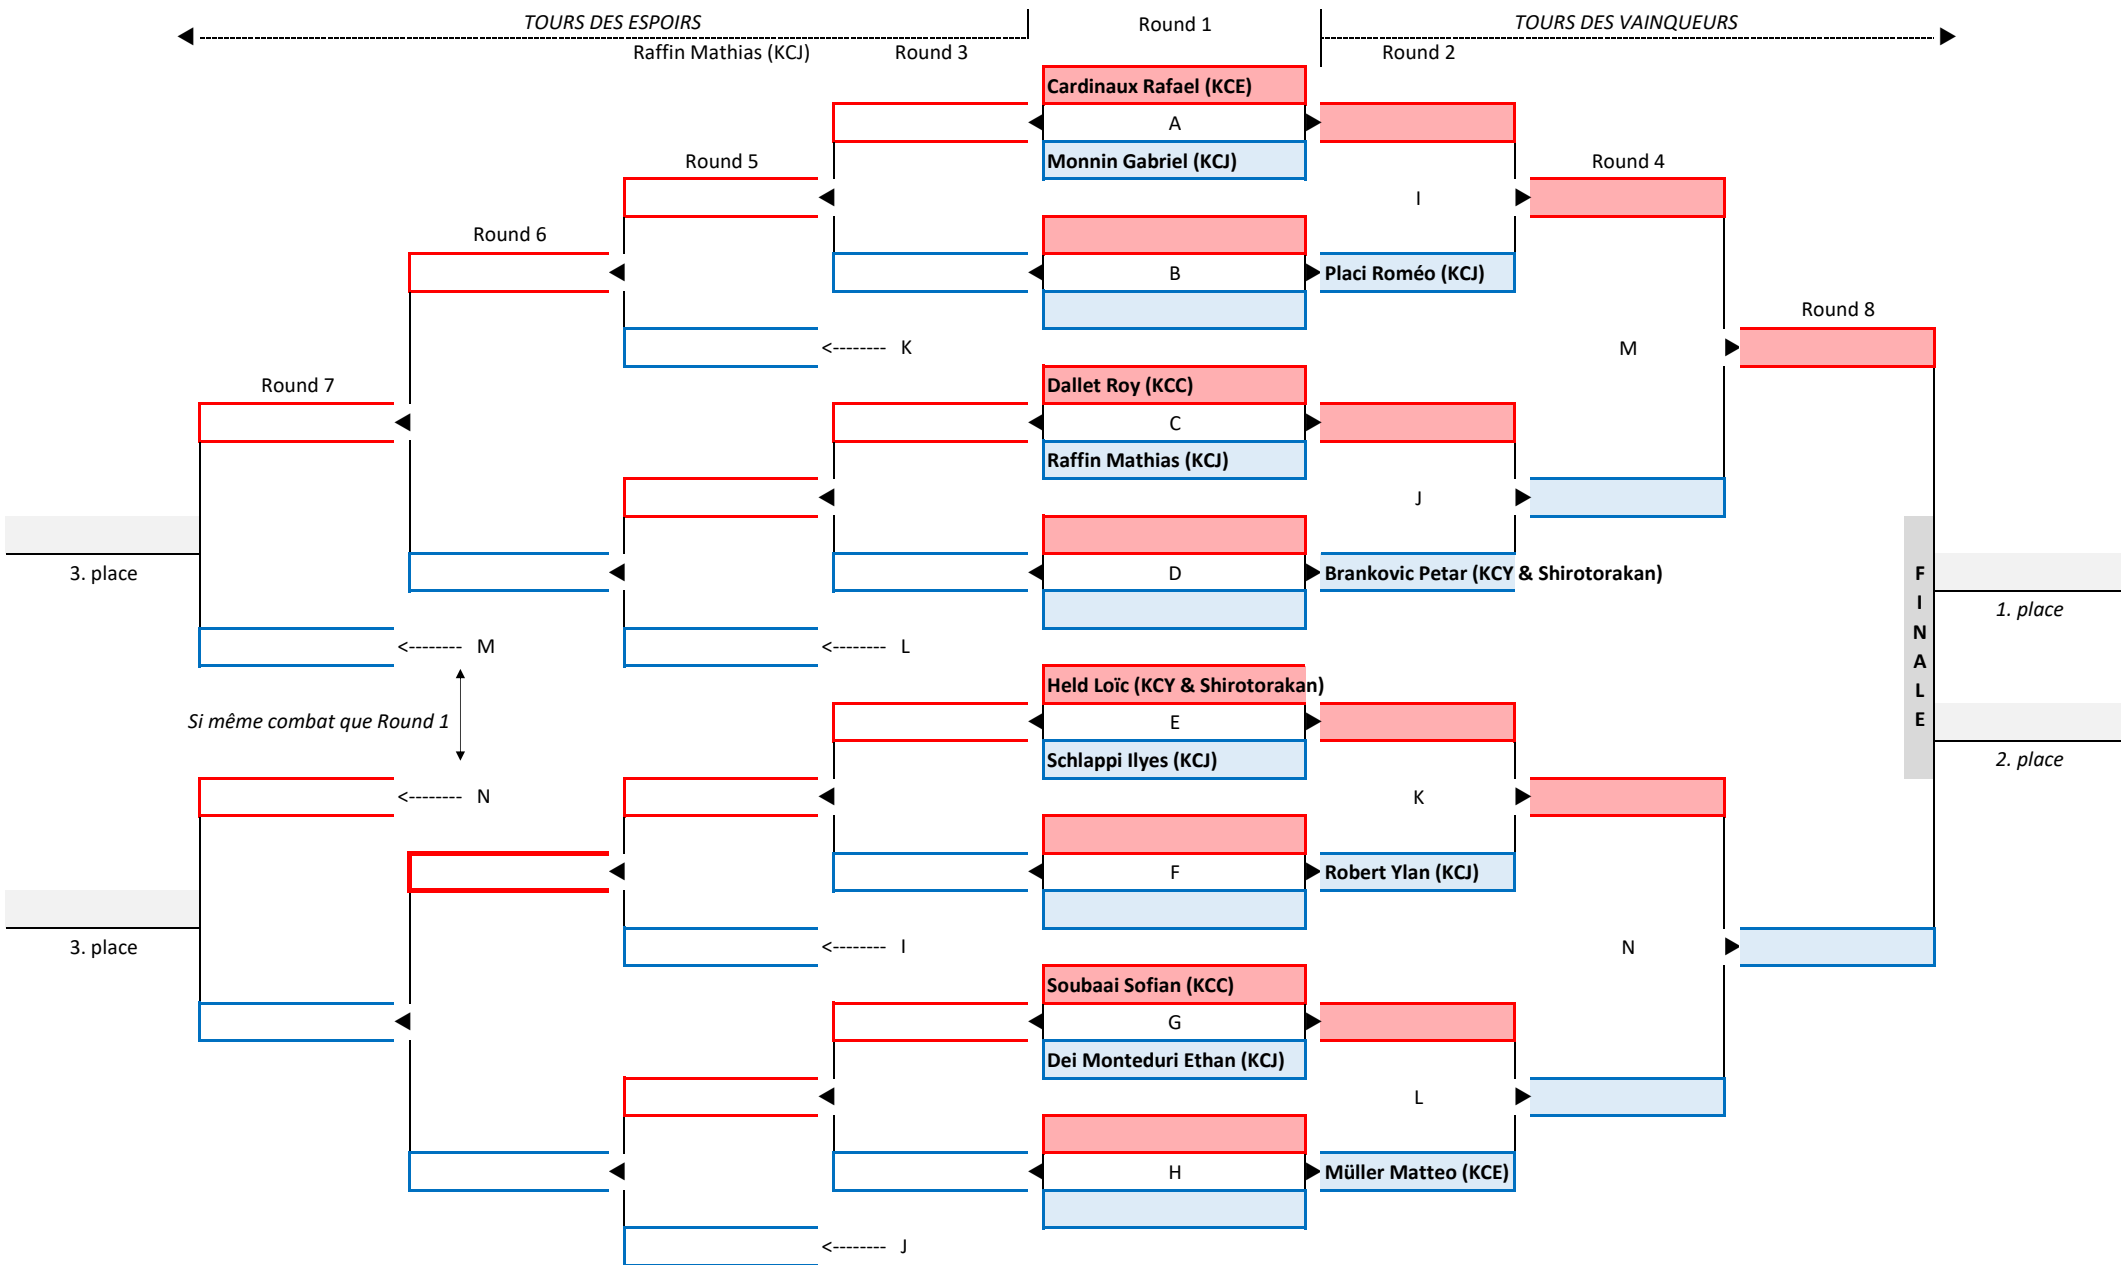 TOURS DES ESPOIRS
Round 1
TOURS DES VAINQUEURS
Raffin Mathias (KCJ)
Round 3
Round 2
Cardinaux Rafael (KCE)
A
Monnin Gabriel (KCJ)
Round 5
Round 4
I
Round 6
B
Placi Roméo (KCJ)
Round 8
<-------- K
M
Round 7
Dallet Roy (KCC)
C
Raffin Mathias (KCJ)
J
3. place
D
Brankovic Petar (KCY & Shirotorakan)
FINALE
1. place
<-------- M
<-------- L
Held Loïc (KCY & Shirotorakan)
Si même combat que Round 1
E
Schlappi Ilyes (KCJ)
2. place
<-------- N
K
F
Robert Ylan (KCJ)
3. place
<-------- I
N
Soubaai Sofian (KCC)
G
Dei Monteduri Ethan (KCJ)
L
H
Müller Matteo (KCE)
<-------- J